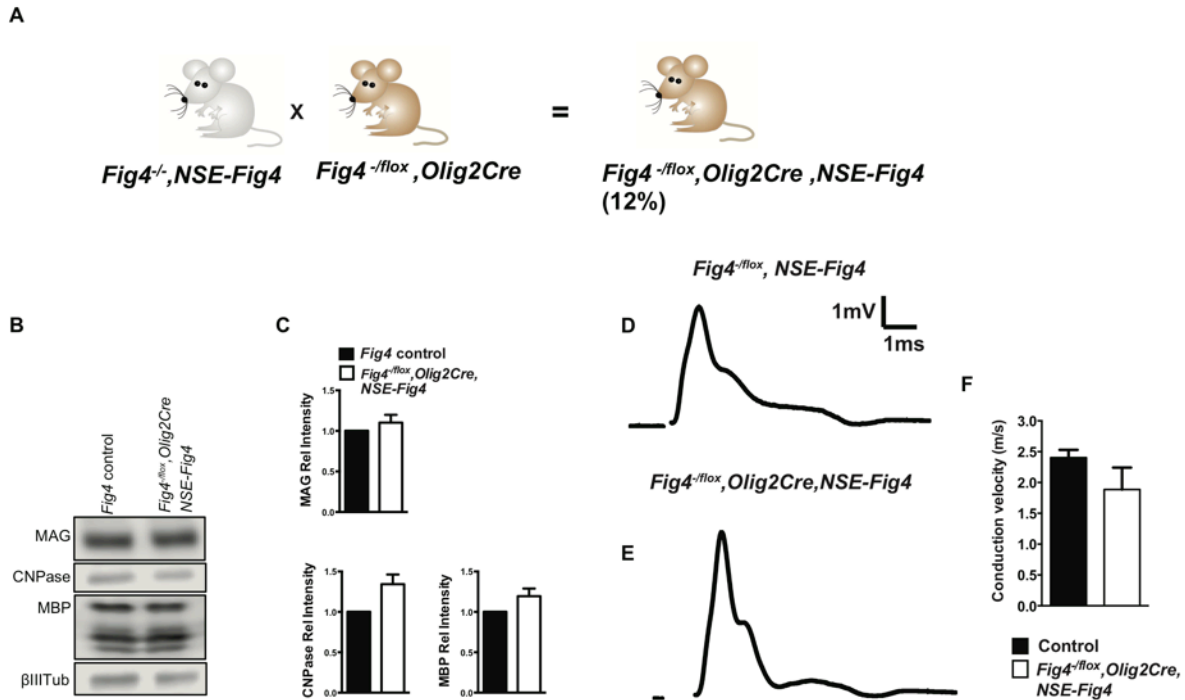 A
X
=
Fig4-/-,NSE-Fig4
Fig4 -/flox ,Olig2Cre
Fig4 -/flox,Olig2Cre ,NSE-Fig4
(12%)
B
Fig4 control
Fig4-/flox,Olig2Cre
NSE-Fig4
MAG
CNPase
MBP
βIIITub
C
Fig4 control
Fig4-/flox,Olig2Cre,
NSE-Fig4
MAG Rel Intensity
1.5
1.0
0.5
0.0
CNPase Rel Intensity
1.5
1.0
0.5
0.0
MBP Rel Intensity
1.5
1.0
0.5
0.0
Fig4-/flox, NSE-Fig4
D
1mV
1ms
Fig4-/flox,Olig2Cre,NSE-Fig4
E
F
Conduction velocity (m/s)
3.0
2.5
2.0
1.5
1.0
0.5
0.0
Control
Fig4-/flox,Olig2Cre,
NSE-Fig4